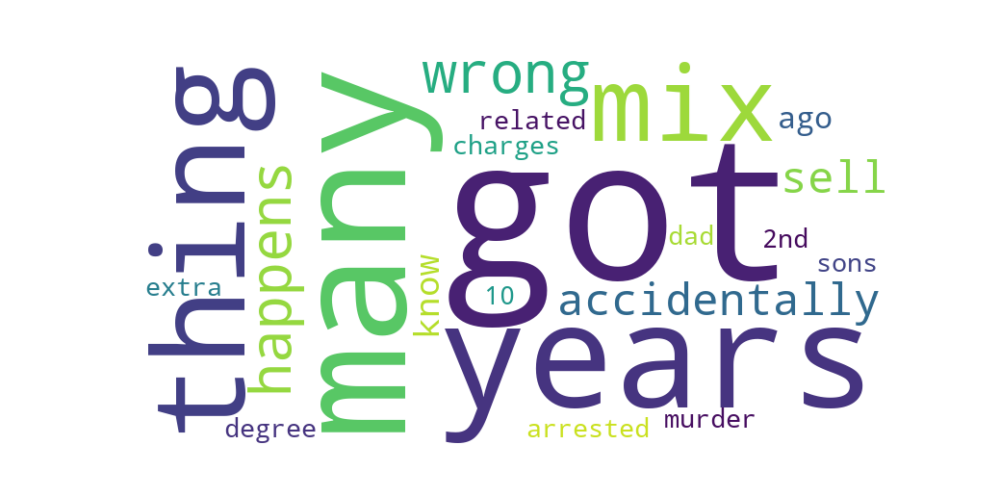 thing
many
wrong
mix
related
ago
charges
got
sell
happens
dad
2nd
sons
know
extra
10
accidentally
years
degree
arrested
murder